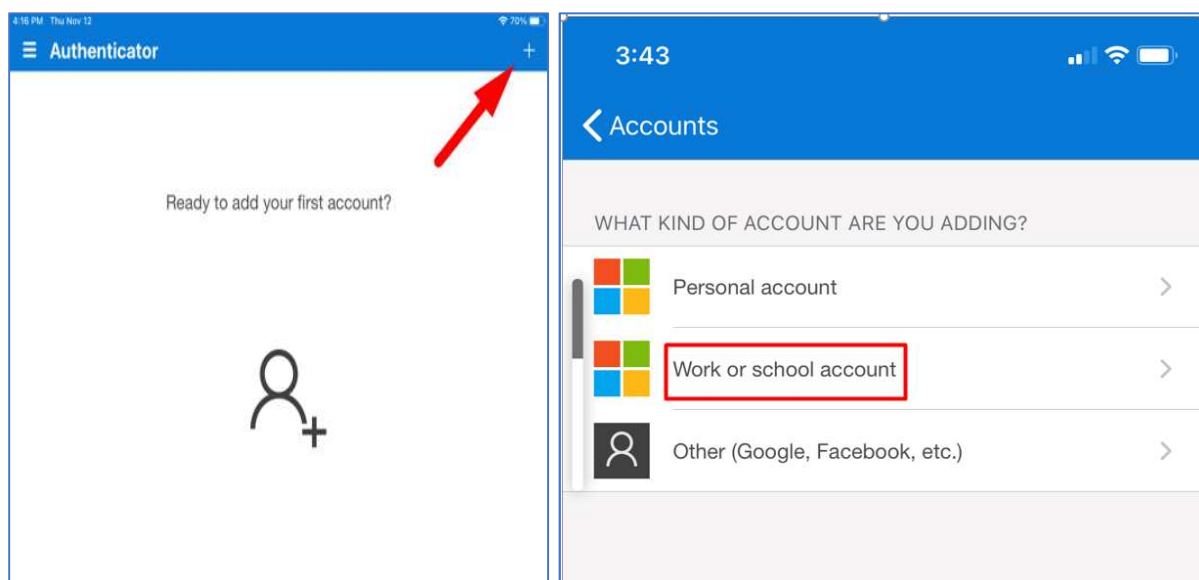 4:16 PM Thu Nov 12
70%
Authenticator
+
Ready to add your first account?
3:43
Accounts
WHAT KIND OF ACCOUNT ARE YOU ADDING?
Personal account
Work or school account
Other (Google, Facebook, etc.)